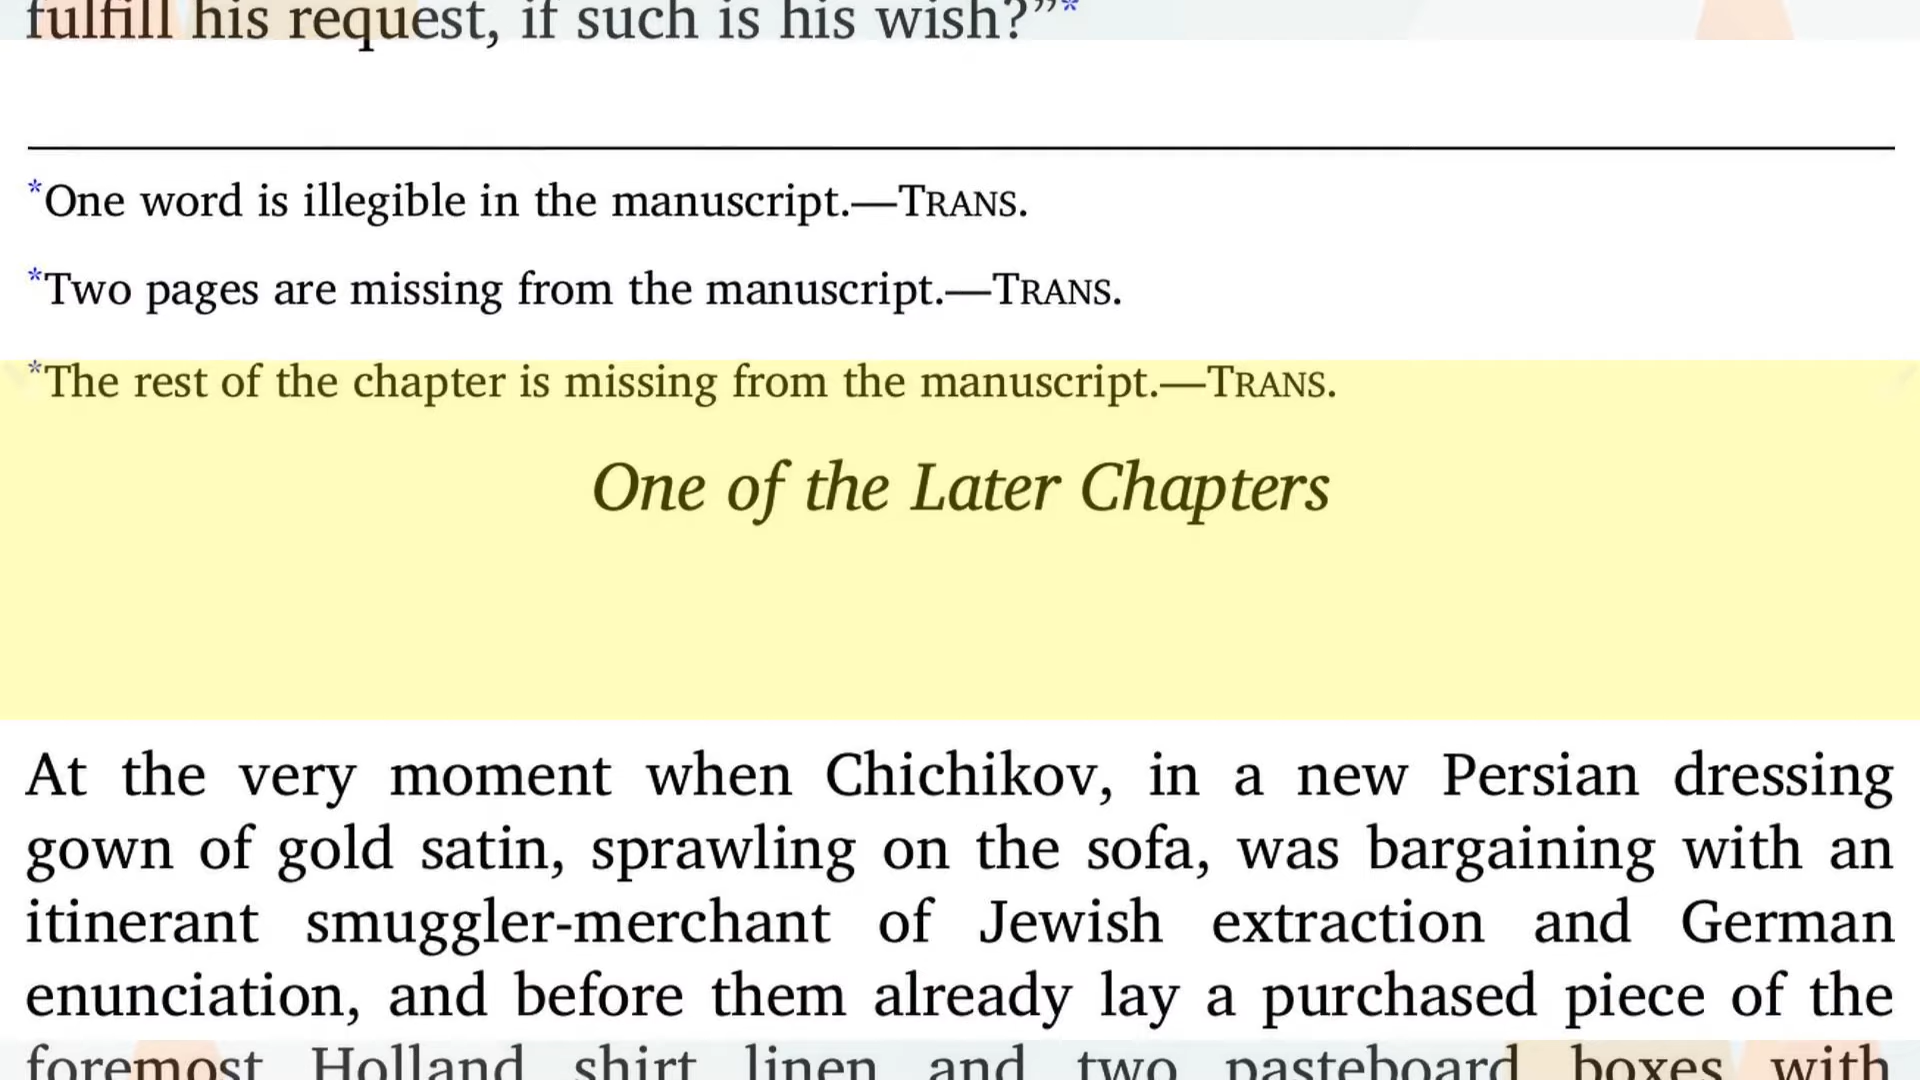 fulfill his request, if such is his wish?”*
*One word is illegible in the manuscript.—TRANS.
*Two pages are missing from the manuscript.—TRANS.
*The rest of the chapter is missing from the manuscript.—TRANS.
One of the Later Chapters
At the very moment when Chichikov, in a new Persian dressing
gown of gold satin, sprawling on the sofa, was bargaining with an
itinerant smuggler-merchant of Jewish extraction and German
enunciation, and before them already lay a purchased piece of the
foremost Holland shirt linen and two pasteboard boxes with